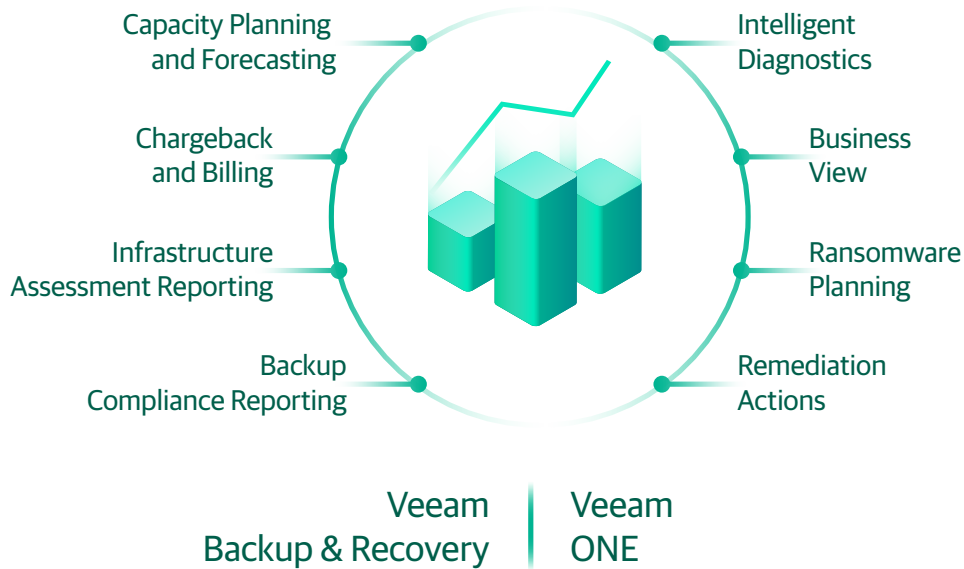 Capacity Planning
and Forecasting
Chargeback
and Billing
Infrastructure
Assessment Reporting
Backup
Compliance Reporting
Intelligent
Diagnostics
Business
View
Ransomware
Planning
Remediation
Actions
Veeam
Backup & Recovery
Veeam
ONE